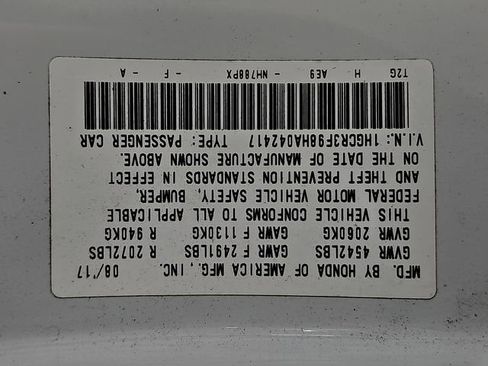 MFD. BY HONDA OF AMERICA MFG., INC. 08/17
GVWR 4542LBS GAWR F 2491LBS R 2072LBS
GVWR 2060KG GAWR F 1130KG R 940KG
THIS VEHICLE CONFORMS TO ALL APPLICABLE
FEDERAL MOTOR VEHICLE SAFETY, BUMPER,
AND THEFT PREVENTION STANDARDS IN EFFECT
ON THE DATE OF MANUFACTURE SHOWN ABOVE.
V.I.N.: 1HGCR3F98HA042417 TYPE: PASSENGER CAR
T2G H AE9 - NH788PX - F - A